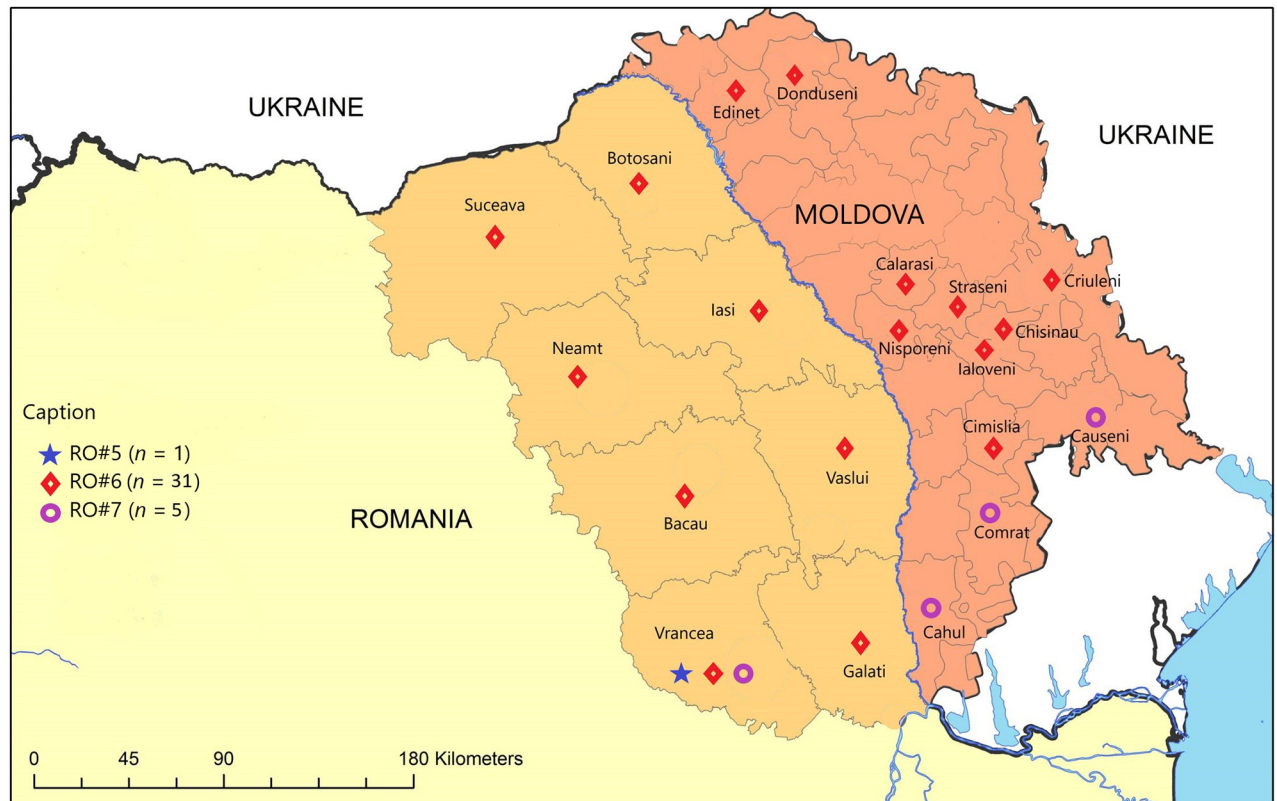 UKRAINE
UKRAINE
Donduseni
Edinet
Botosani
Suceava
MOLDOVA
Calarasi
Criuleni
Straseni
Iasi
Chisinau
Nisporeni
Neamt
Ialoveni
Caption
RO#5 (n = 1)
RO#6 (n = 31)
RO#7 (n = 5)
Cimislia
Causeni
Vaslui
ROMANIA
Bacau
Comrat
Vrancea
Cahul
Galati
0 45 90 180 Kilometers